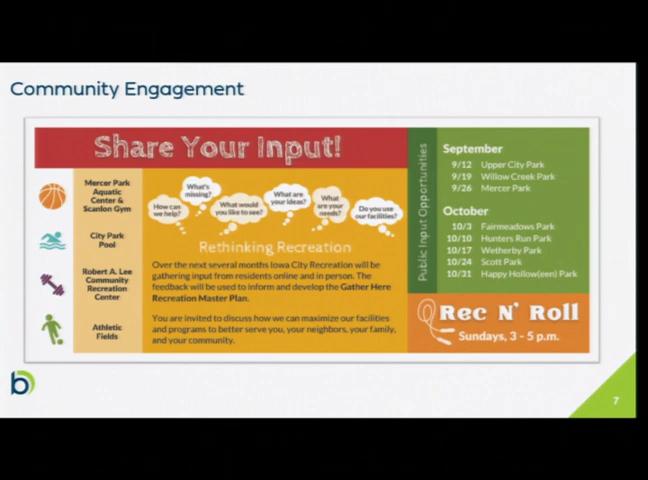 Community Engagement
Share Your Input!
Mercer Park
Aquatic
Center &
Scanlon Gym
City Park
Pool
Robert A. Lee
Community
Recreation
Center
Athletic
Fields
How can
we help?
What's
missing?
What would
you like to see?
What are
your ideas?
What
are your
needs?
Do you use
our facilities?
Rethinking Recreation
Over the next several months Iowa City Recreation will be
gathering input from residents online and in person. The
feedback will be used to inform and develop the Gather Here
Recreation Master Plan.
You are invited to discuss how we can maximize our facilities
and programs to better serve you, your neighbors, your family,
and your community.
Public Input Opportunities
September
9/12 Upper City Park
9/19 Willow Creek Park
9/26 Mercer Park
October
10/3 Fairmeadows Park
10/10 Hunters Run Park
10/17 Wetherby Park
10/24 Scott Park
10/31 Happy Hollow(een) Park
Rec N' Roll
Sundays, 3 - 5 p.m.
b
7